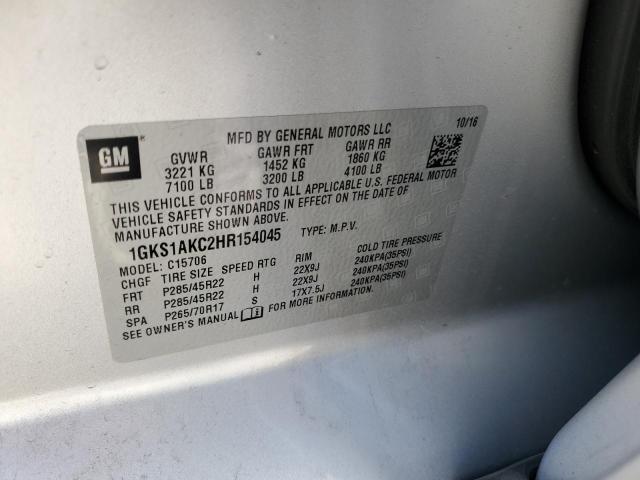 GM
MFD BY GENERAL MOTORS LLC 10/16
GVWR GAWR FRT GAWR RR
3221 KG 1452 KG 1860 KG
7100 LB 3200 LB 4100 LB
THIS VEHICLE CONFORMS TO ALL APPLICABLE U.S. FEDERAL MOTOR
VEHICLE SAFETY STANDARDS IN EFFECT ON THE DATE OF
MANUFACTURE SHOWN ABOVE.
1GKS1AKC2HR154045 TYPE: M.P.V.
MODEL: C15706
CHGF TIRE SIZE SPEED RTG RIM COLD TIRE PRESSURE
FRT P285/45R22 H 22X9J 240KPA(35PSI)
RR P285/45R22 H 22X9J 240KPA(35PSI)
SPA P265/70R17 S 17X7.5J 240KPA(35PSI)
SEE OWNER'S MANUAL FOR MORE INFORMATION.